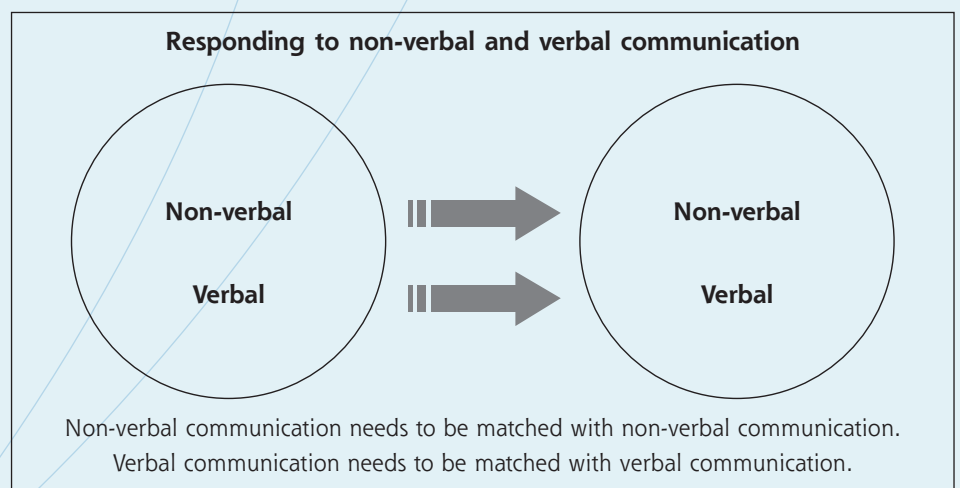 Responding to non-verbal and verbal communication
Non-verbal
Non-verbal
Verbal
Verbal
Non-verbal communication needs to be matched with non-verbal communication.
Verbal communication needs to be matched with verbal communication.